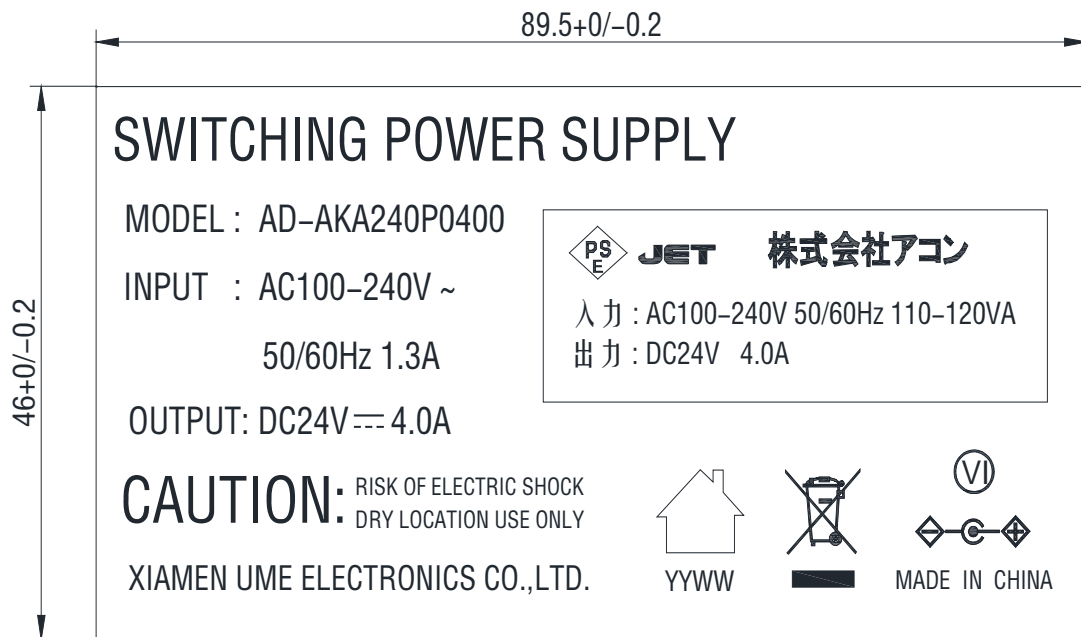 89.5+0/−0.2
46+0/−0.2
SWITCHING POWER SUPPLY
MODEL : AD−AKA240P0400
INPUT : AC100−240V ~
50/60Hz 1.3A
OUTPUT: DC24V⎓4.0A
PS
E
JET 株式会社アコン
入力 : AC100−240V 50/60Hz 110−120VA
出力 : DC24V 4.0A
CAUTION: RISK OF ELECTRIC SHOCK
DRY LOCATION USE ONLY
VI
XIAMEN UME ELECTRONICS CO.,LTD.
YYWW
MADE IN CHINA